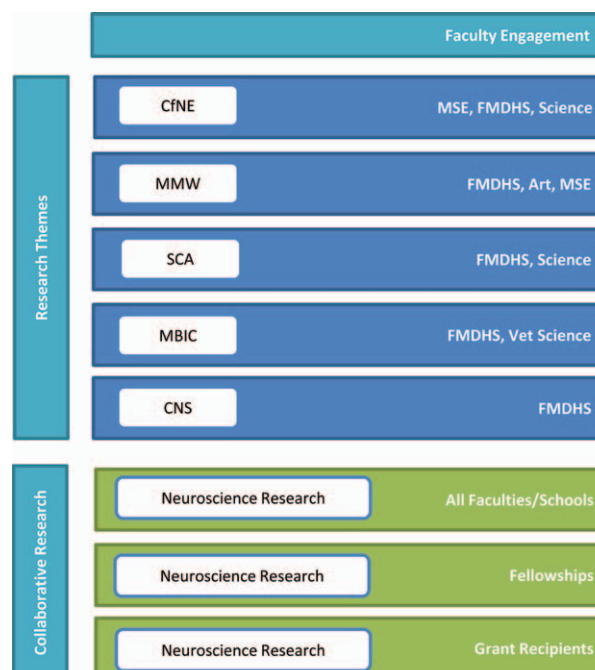 Faculty Engagement
Research Themes
CfNE
MSE, FMDHS, Science
MMW
FMDHS, Art, MSE
SCA
FMDHS, Science
MBIC
FMDHS, Vet Science
CNS
FMDHS
Collaborative Research
Neuroscience Research
All Faculties/Schools
Neuroscience Research
Fellowships
Neuroscience Research
Grant Recipients